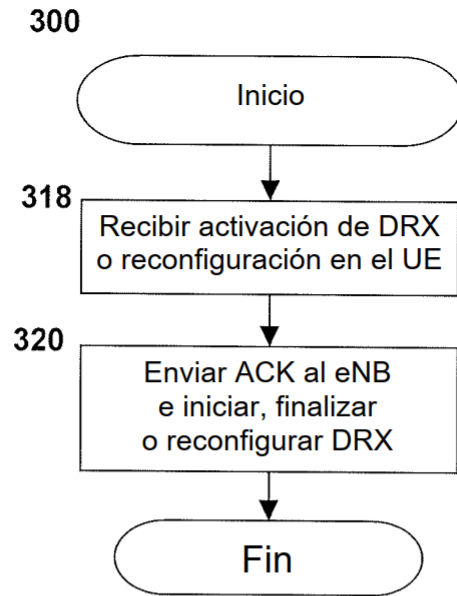 300
Inicio
318
Recibir activación de DRX
o reconfiguración en el UE
320
Enviar ACK al eNB
e iniciar, finalizar
o reconfigurar DRX
Fin